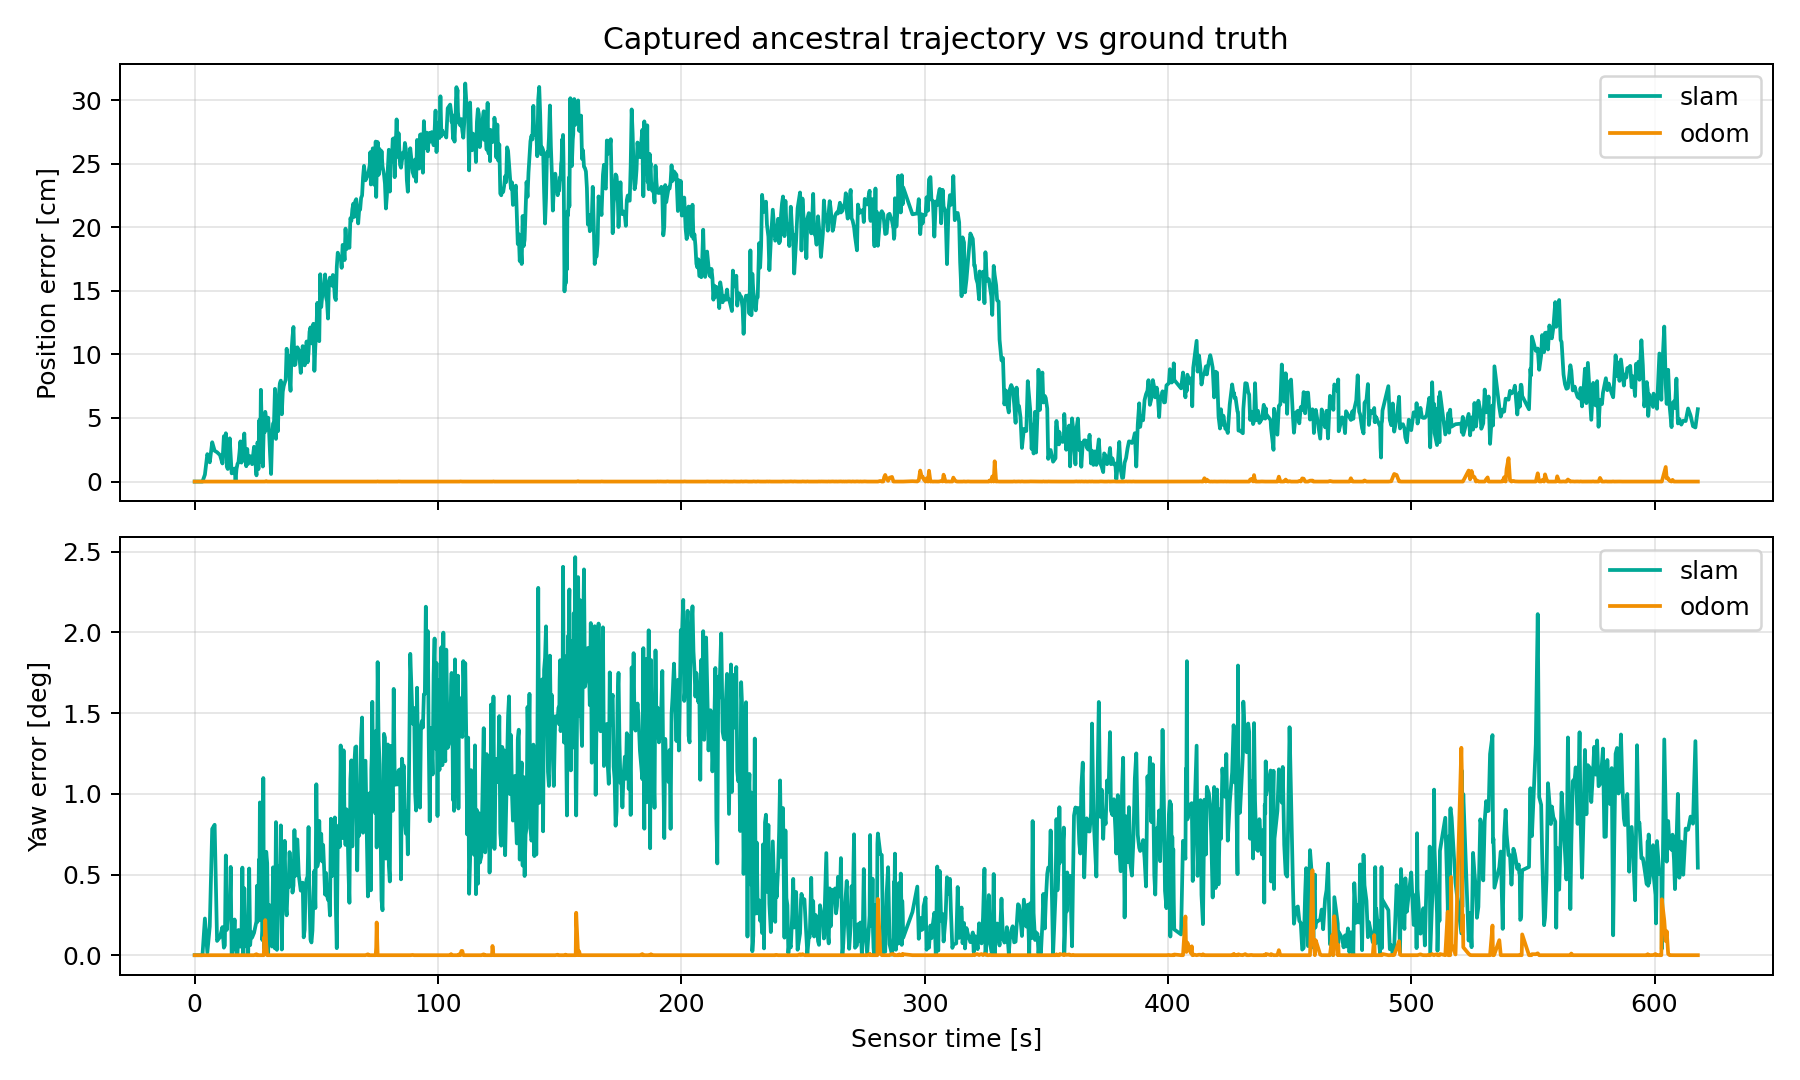 Captured ancestral trajectory vs ground truth
Position error [cm]
30
25
20
15
10
5
0
slam
odom
Yaw error [deg]
2.5
2.0
1.5
1.0
0.5
0.0
slam
odom
0 100 200 300 400 500 600
Sensor time [s]